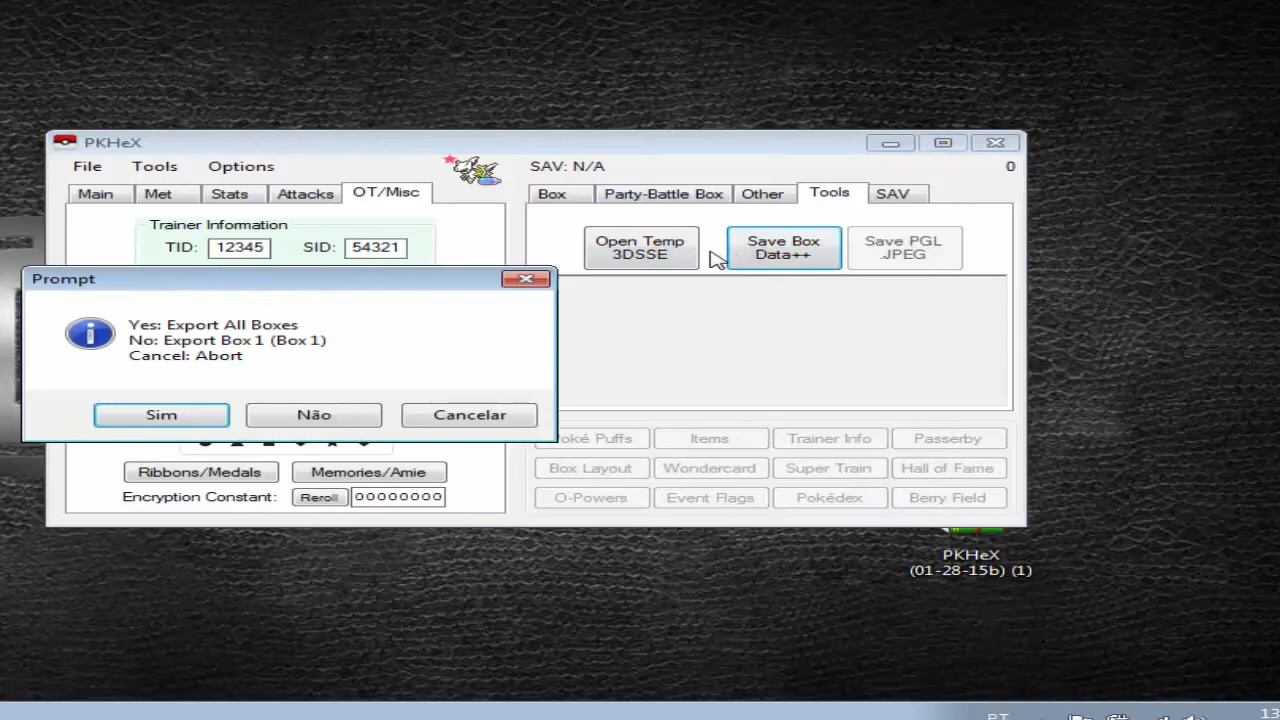 PKHeX
File Tools Options
SAV: N/A
0
Main Met Stats Attacks OT/Misc
Box Party-Battle Box Other Tools SAV
Trainer Information
TID: 12345 SID: 54321
Open Temp
3DSSE
Save Box
Data++
Save PGL
.JPEG
Prompt
Yes: Export All Boxes
No: Export Box 1 (Box 1)
Cancel: Abort
Sim Não Cancelar
Puffs Items Trainer Info Passerby
Ribbons/Medals Memories/Amie
Box Layout Wondercard Super Train Hall of Fame
Encryption Constant: Reroll 00000000
O-Powers Event Flags Pokédex Berry Field
PKHeX
(01-28-15b) (1)
PT
13